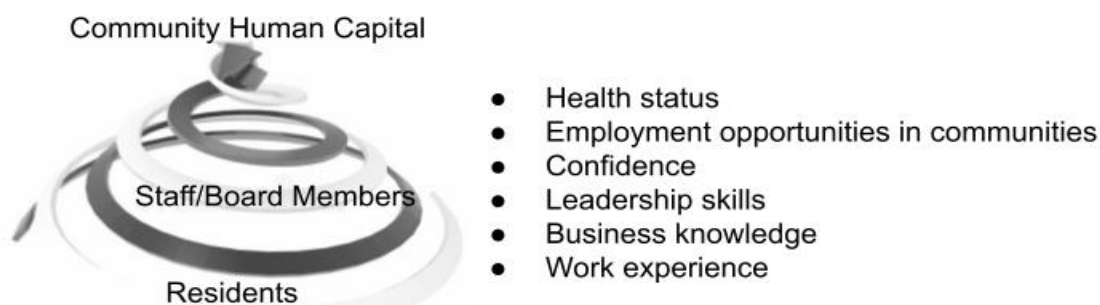 Community Human Capital
Staff/Board Members
Residents
● Health status
● Employment opportunities in communities
● Confidence
● Leadership skills
● Business knowledge
● Work experience